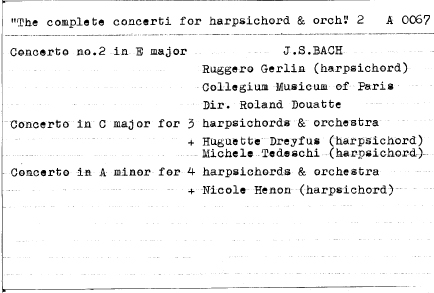 "The complete concerti for harpsichord & orch." 2 A 0067
Concerto no.2 in E major J.S.BACH
Ruggero Gerlin (harpsichord)
Collegium Musicum of Paris
Dir. Roland Douatte
Concerto in C major for 3 harpsichords & orchestra
+ Huguette Dreyfus (harpsichord)
Michele Tedeschi (harpsichord)
Concerto in A minor for 4 harpsichords & orchestra
+ Nicole Henon (harpsichord)